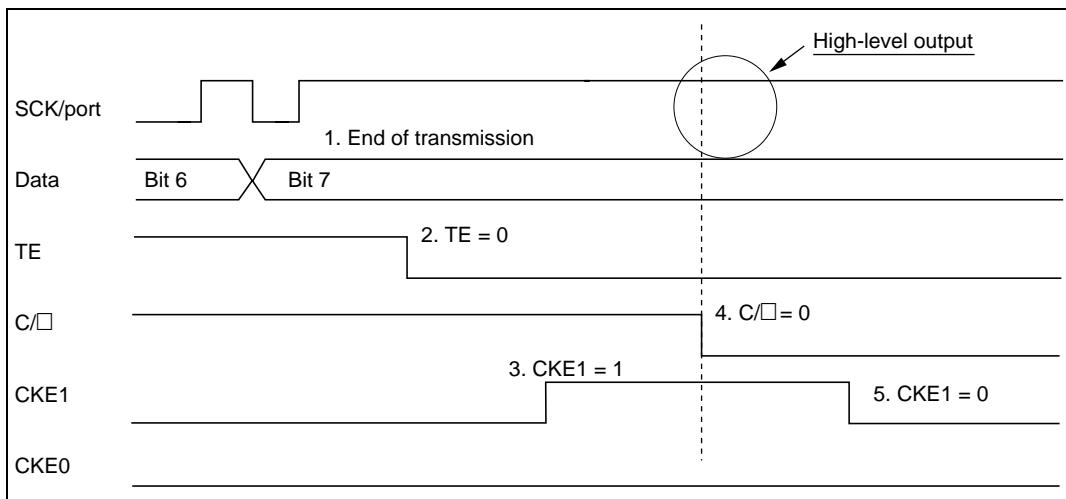 High-level output
SCK/port
1. End of transmission
Data
Bit 6
Bit 7
TE
2. TE = 0
C/□
4. C/□ = 0
3. CKE1 = 1
CKE1
5. CKE1 = 0
CKE0